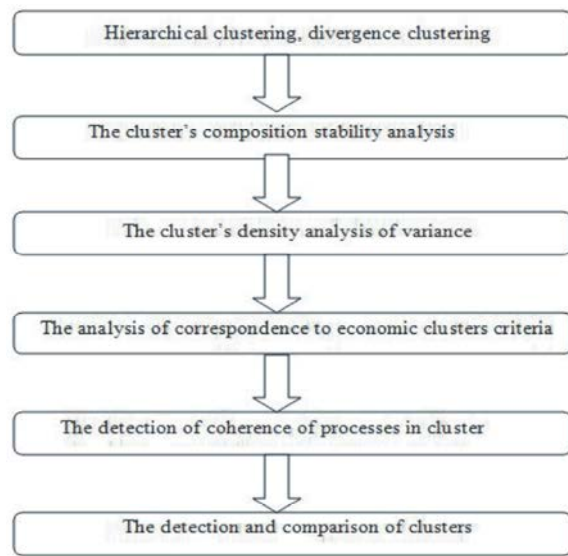 Hierarchical clustering, divergence clustering
The cluster's composition stability analysis
The cluster's density analysis of variance
The analysis of correspondence to economic clusters criteria
The detection of coherence of processes in cluster
The detection and comparison of clusters